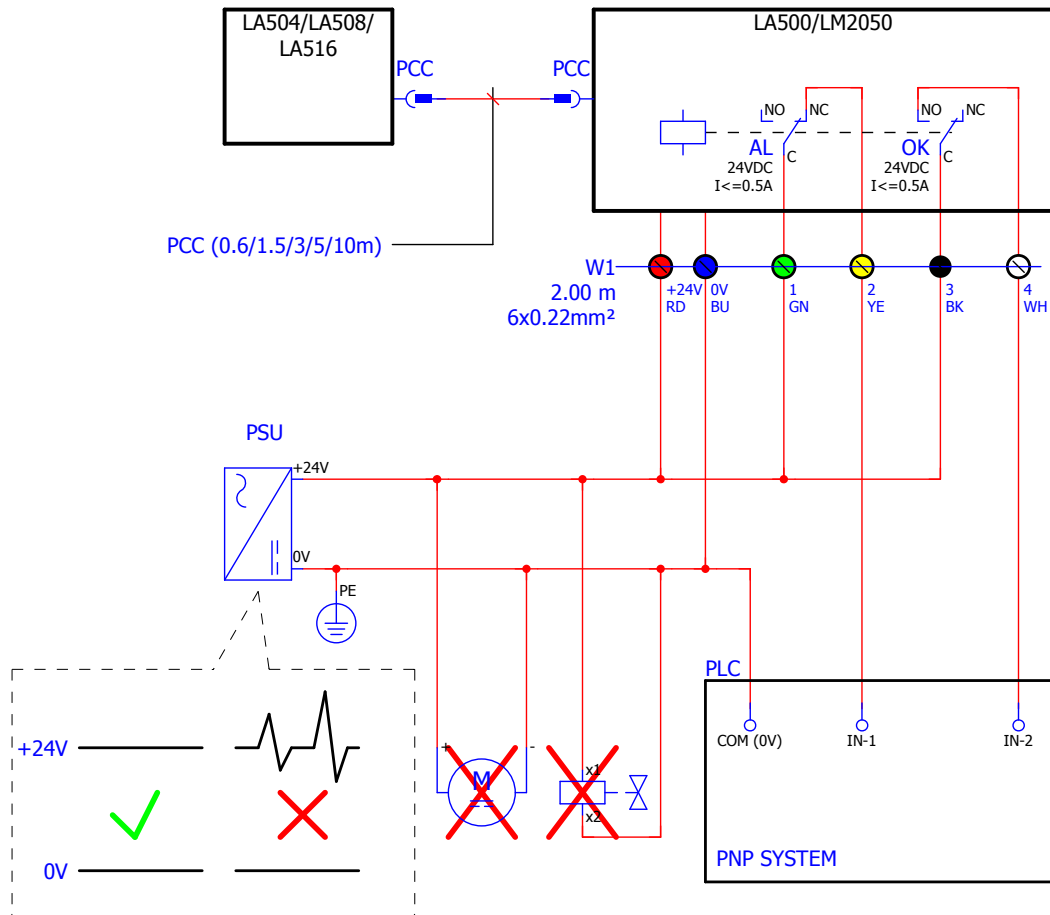 LA504/LA508/
LA516
LA500/LM2050
PCC
PCC
NO
NC
NO
NC
AL
C
OK
C
24VDC
I<=0.5A
24VDC
I<=0.5A
PCC (0.6/1.5/3/5/10m)
W1
2.00 m
6x0.22mm²
+24V
RD
0V
BU
1
GN
2
YE
3
BK
4
WH
PSU
+24V
0V
PE
PLC
COM (0V)
IN-1
IN-2
+24V
+
-
M
x1
x2
0V
PNP SYSTEM